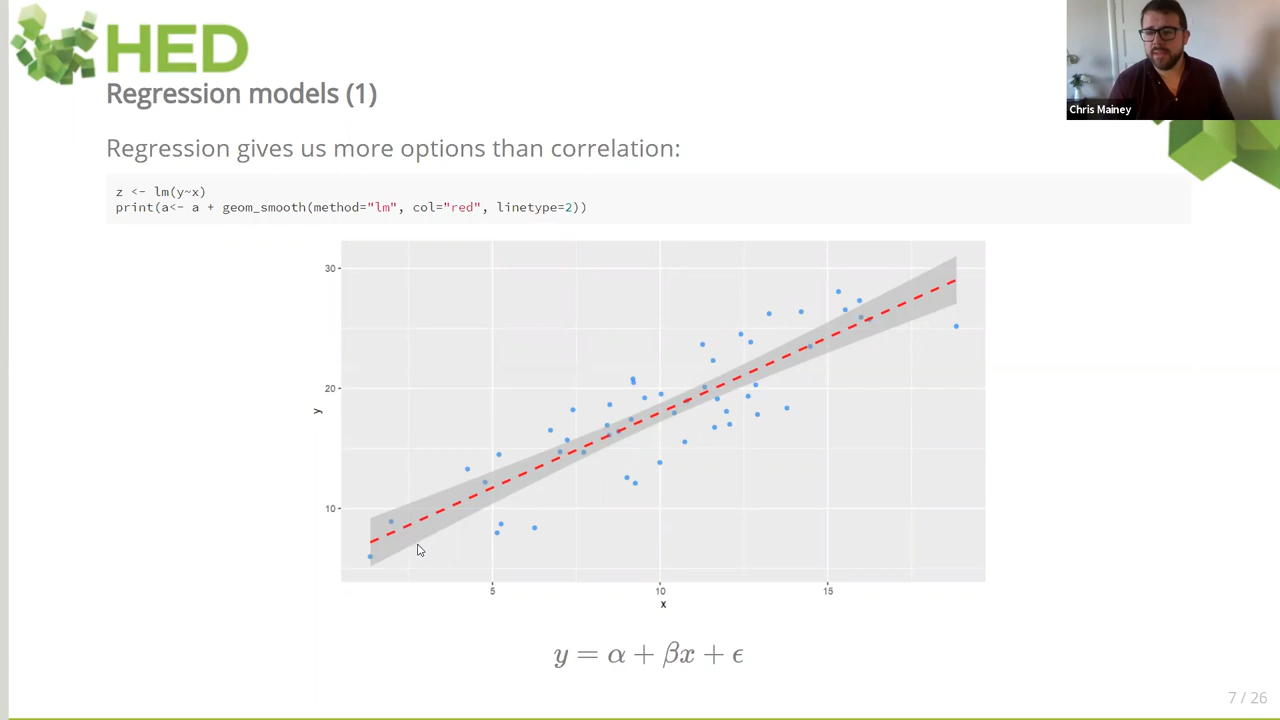 HED
Chris Mainey
Regression models (1)
Regression gives us more options than correlation:
z <- lm(y~x)
print(a<- a + geom_smooth(method="lm", col="red", linetype=2))
30
20
10
y
5
10
15
x
y = α + βx + ϵ
7 / 26